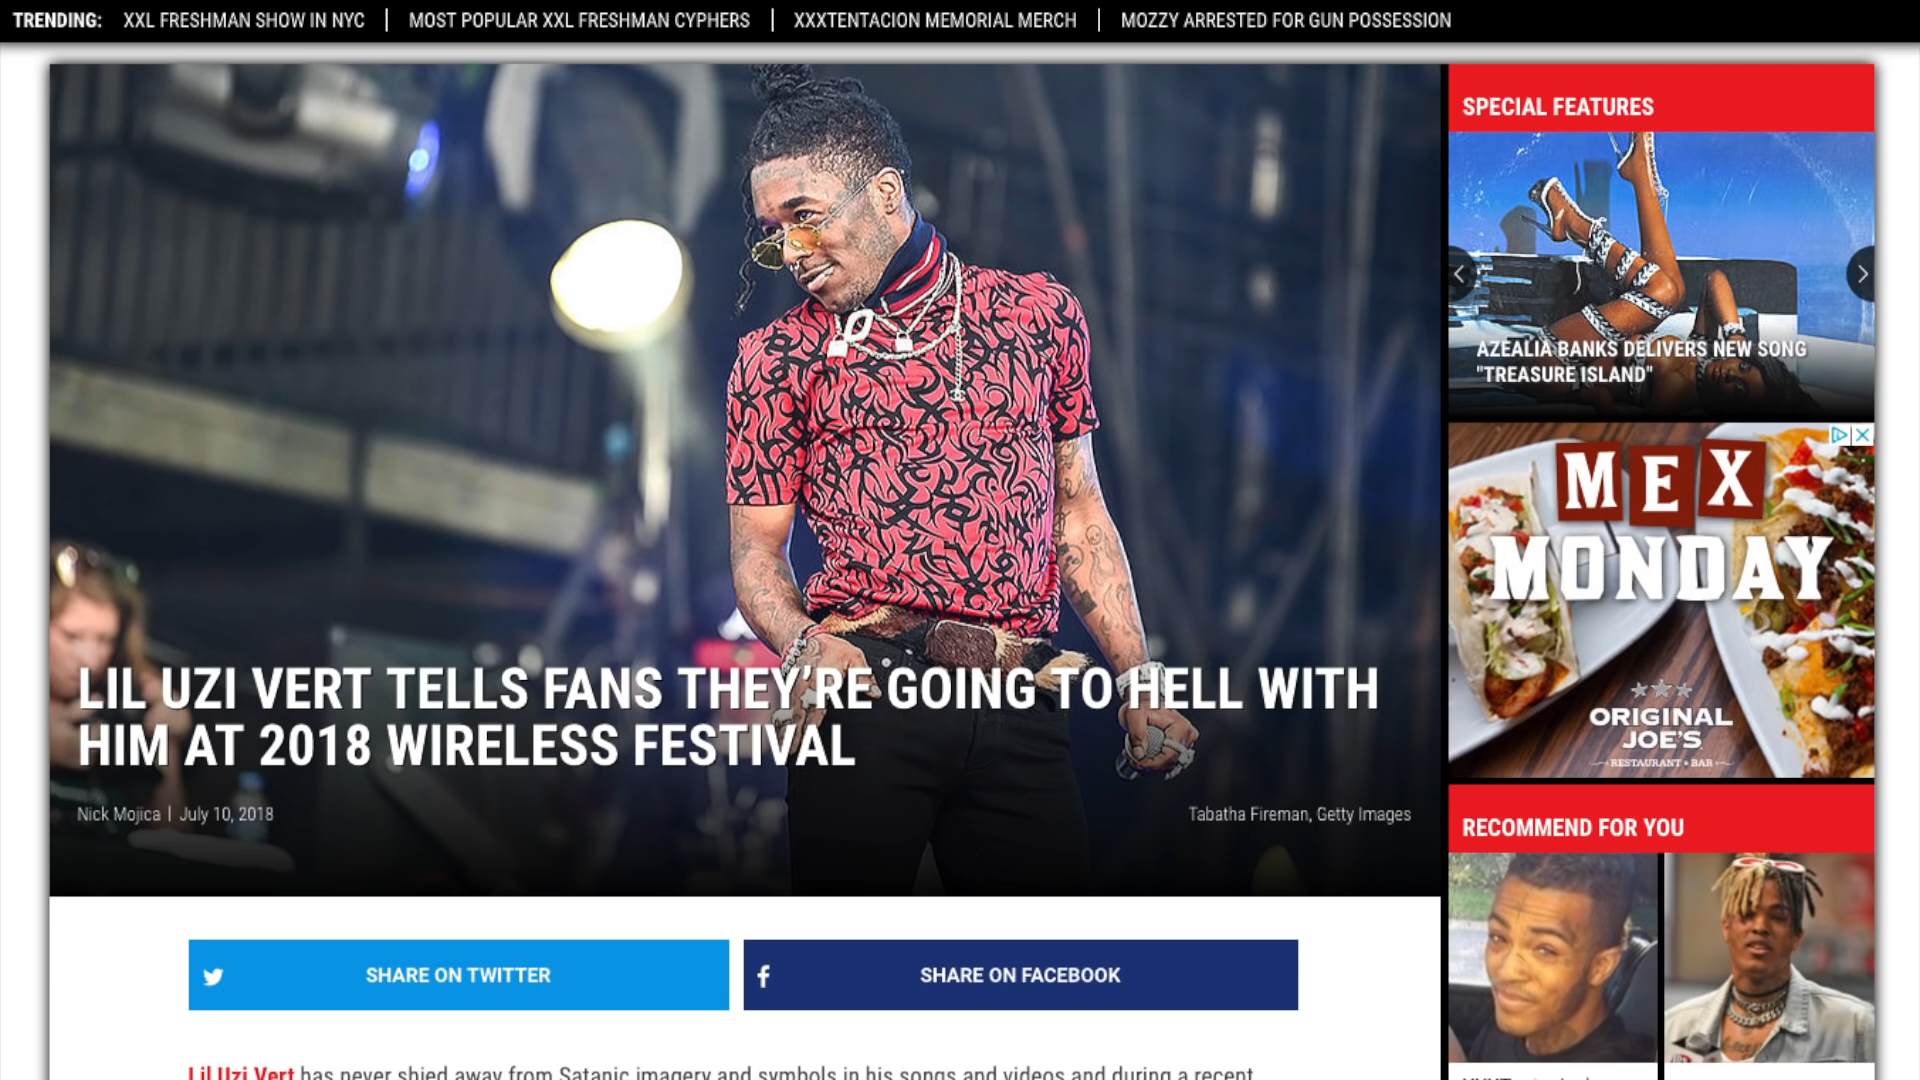 TRENDING: XXL FRESHMAN SHOW IN NYC | MOST POPULAR XXL FRESHMAN CYPHERS | XXXTENTACION MEMORIAL MERCH | MOZZY ARRESTED FOR GUN POSSESSION
LIL UZI VERT TELLS FANS THEY'RE GOING TO HELL WITH
HIM AT 2018 WIRELESS FESTIVAL
Nick Mojica | July 10, 2018
Tabatha Fireman, Getty Images
SHARE ON TWITTER
SHARE ON FACEBOOK
Lil Uzi Vert has never shied away from Satanic imagery and symbols in his songs and videos and during a recent
SPECIAL FEATURES
AZEALIA BANKS DELIVERS NEW SONG
"TREASURE ISLAND"
MEX
MONDAY
ORIGINAL
JOE'S
RESTAURANT • BAR
RECOMMEND FOR YOU